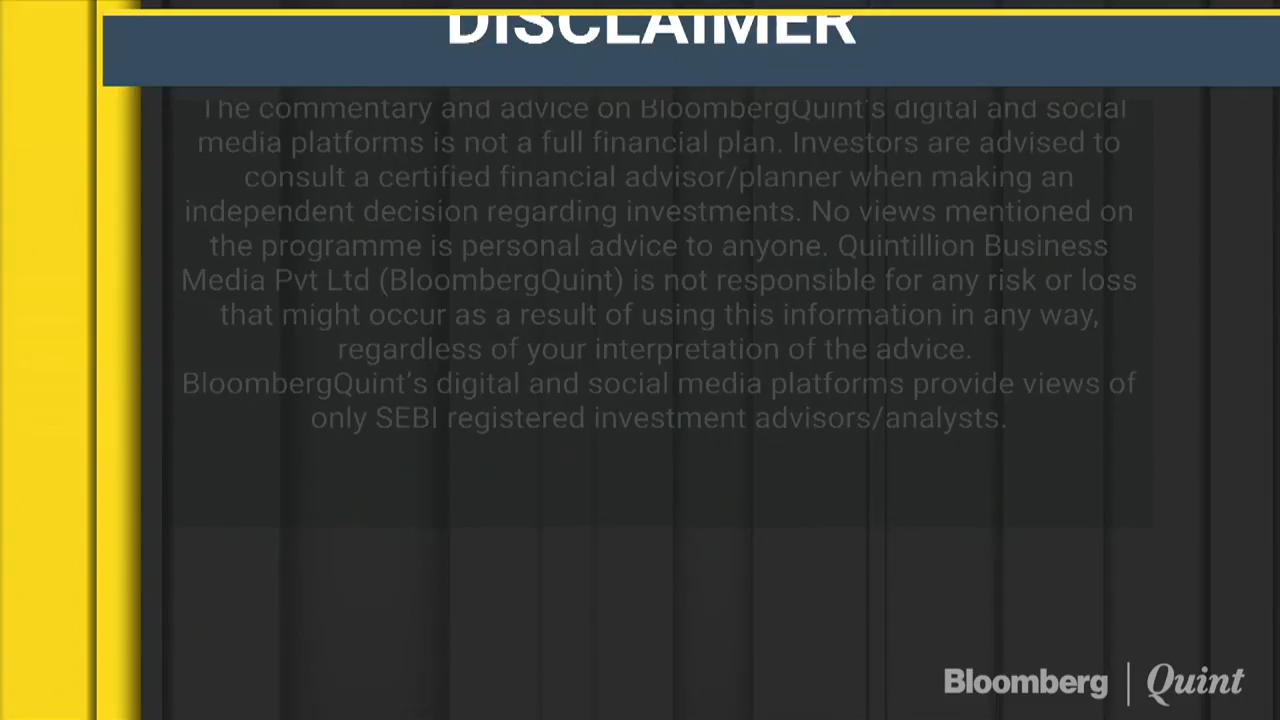 DISCLAIMER
The commentary and advice on BloombergQuint's digital and social
media platforms is not a full financial plan. Investors are advised to
consult a certified financial advisor/planner when making an
independent decision regarding investments. No views mentioned on
the programme is personal advice to anyone. Quintillion Business
Media Pvt Ltd (BloombergQuint) is not responsible for any risk or loss
that might occur as a result of using this information in any way,
regardless of your interpretation of the advice.
BloombergQuint's digital and social media platforms provide views of
only SEBI registered investment advisors/analysts.
Bloomberg | Quint